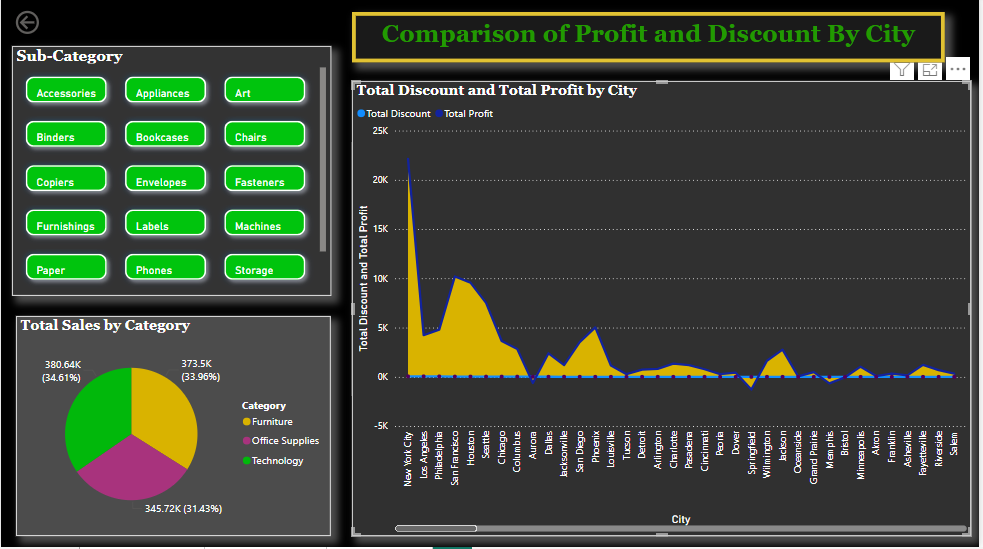 Comparison of Profit and Discount By City
Sub-Category
Accessories Appliances Art
Binders Bookcases Chairs
Copiers Envelopes Fasteners
Furnishings Labels Machines
Paper Phones Storage
Total Sales by Category
380.64K
(34.61%)
373.5K
(33.96%)
345.72K (31.43%)
Category
Furniture
Office Supplies
Technology
Total Discount and Total Profit by City
Total Discount Total Profit
Total Discount and Total Profit
25K
20K
15K
10K
5K
0K
-5K
New York City
Los Angeles
Philadelphia
San Francisco
Houston
Seattle
Chicago
Columbus
Aurora
Dallas
Jacksonville
San Diego
Phoenix
Louisville
Tucson
Detroit
Arlington
Charlotte
Pasadena
Cincinnati
Peoria
Dover
Springfield
Wilmington
Jackson
Oceanside
Grand Prairie
Memphis
Bristol
Minneapolis
Akron
Franklin
Asheville
Fayetteville
Riverside
Salem
City